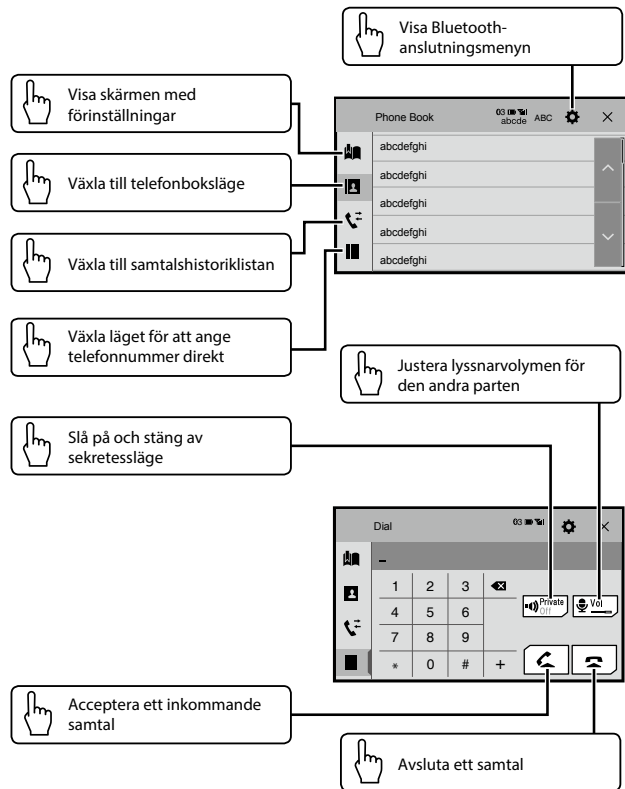 Visa Bluetooth-
anslutningsmenyn
Visa skärmen med
förinställningar
Växla till telefonboksläge
Växla till samtalshistoriklistan
Växla läget för att ange
telefonnummer direkt
Phone Book
03
abcde
ABC
abcdefghi
abcdefghi
abcdefghi
abcdefghi
abcdefghi
Justera lyssnarvolymen för
den andra parten
Slå på och stäng av
sekretessläge
Dial
03
–
1 2 3
4 5 6
7 8 9
* 0 # +
Private
Off
Vol
Acceptera ett inkommande
samtal
Avsluta ett samtal